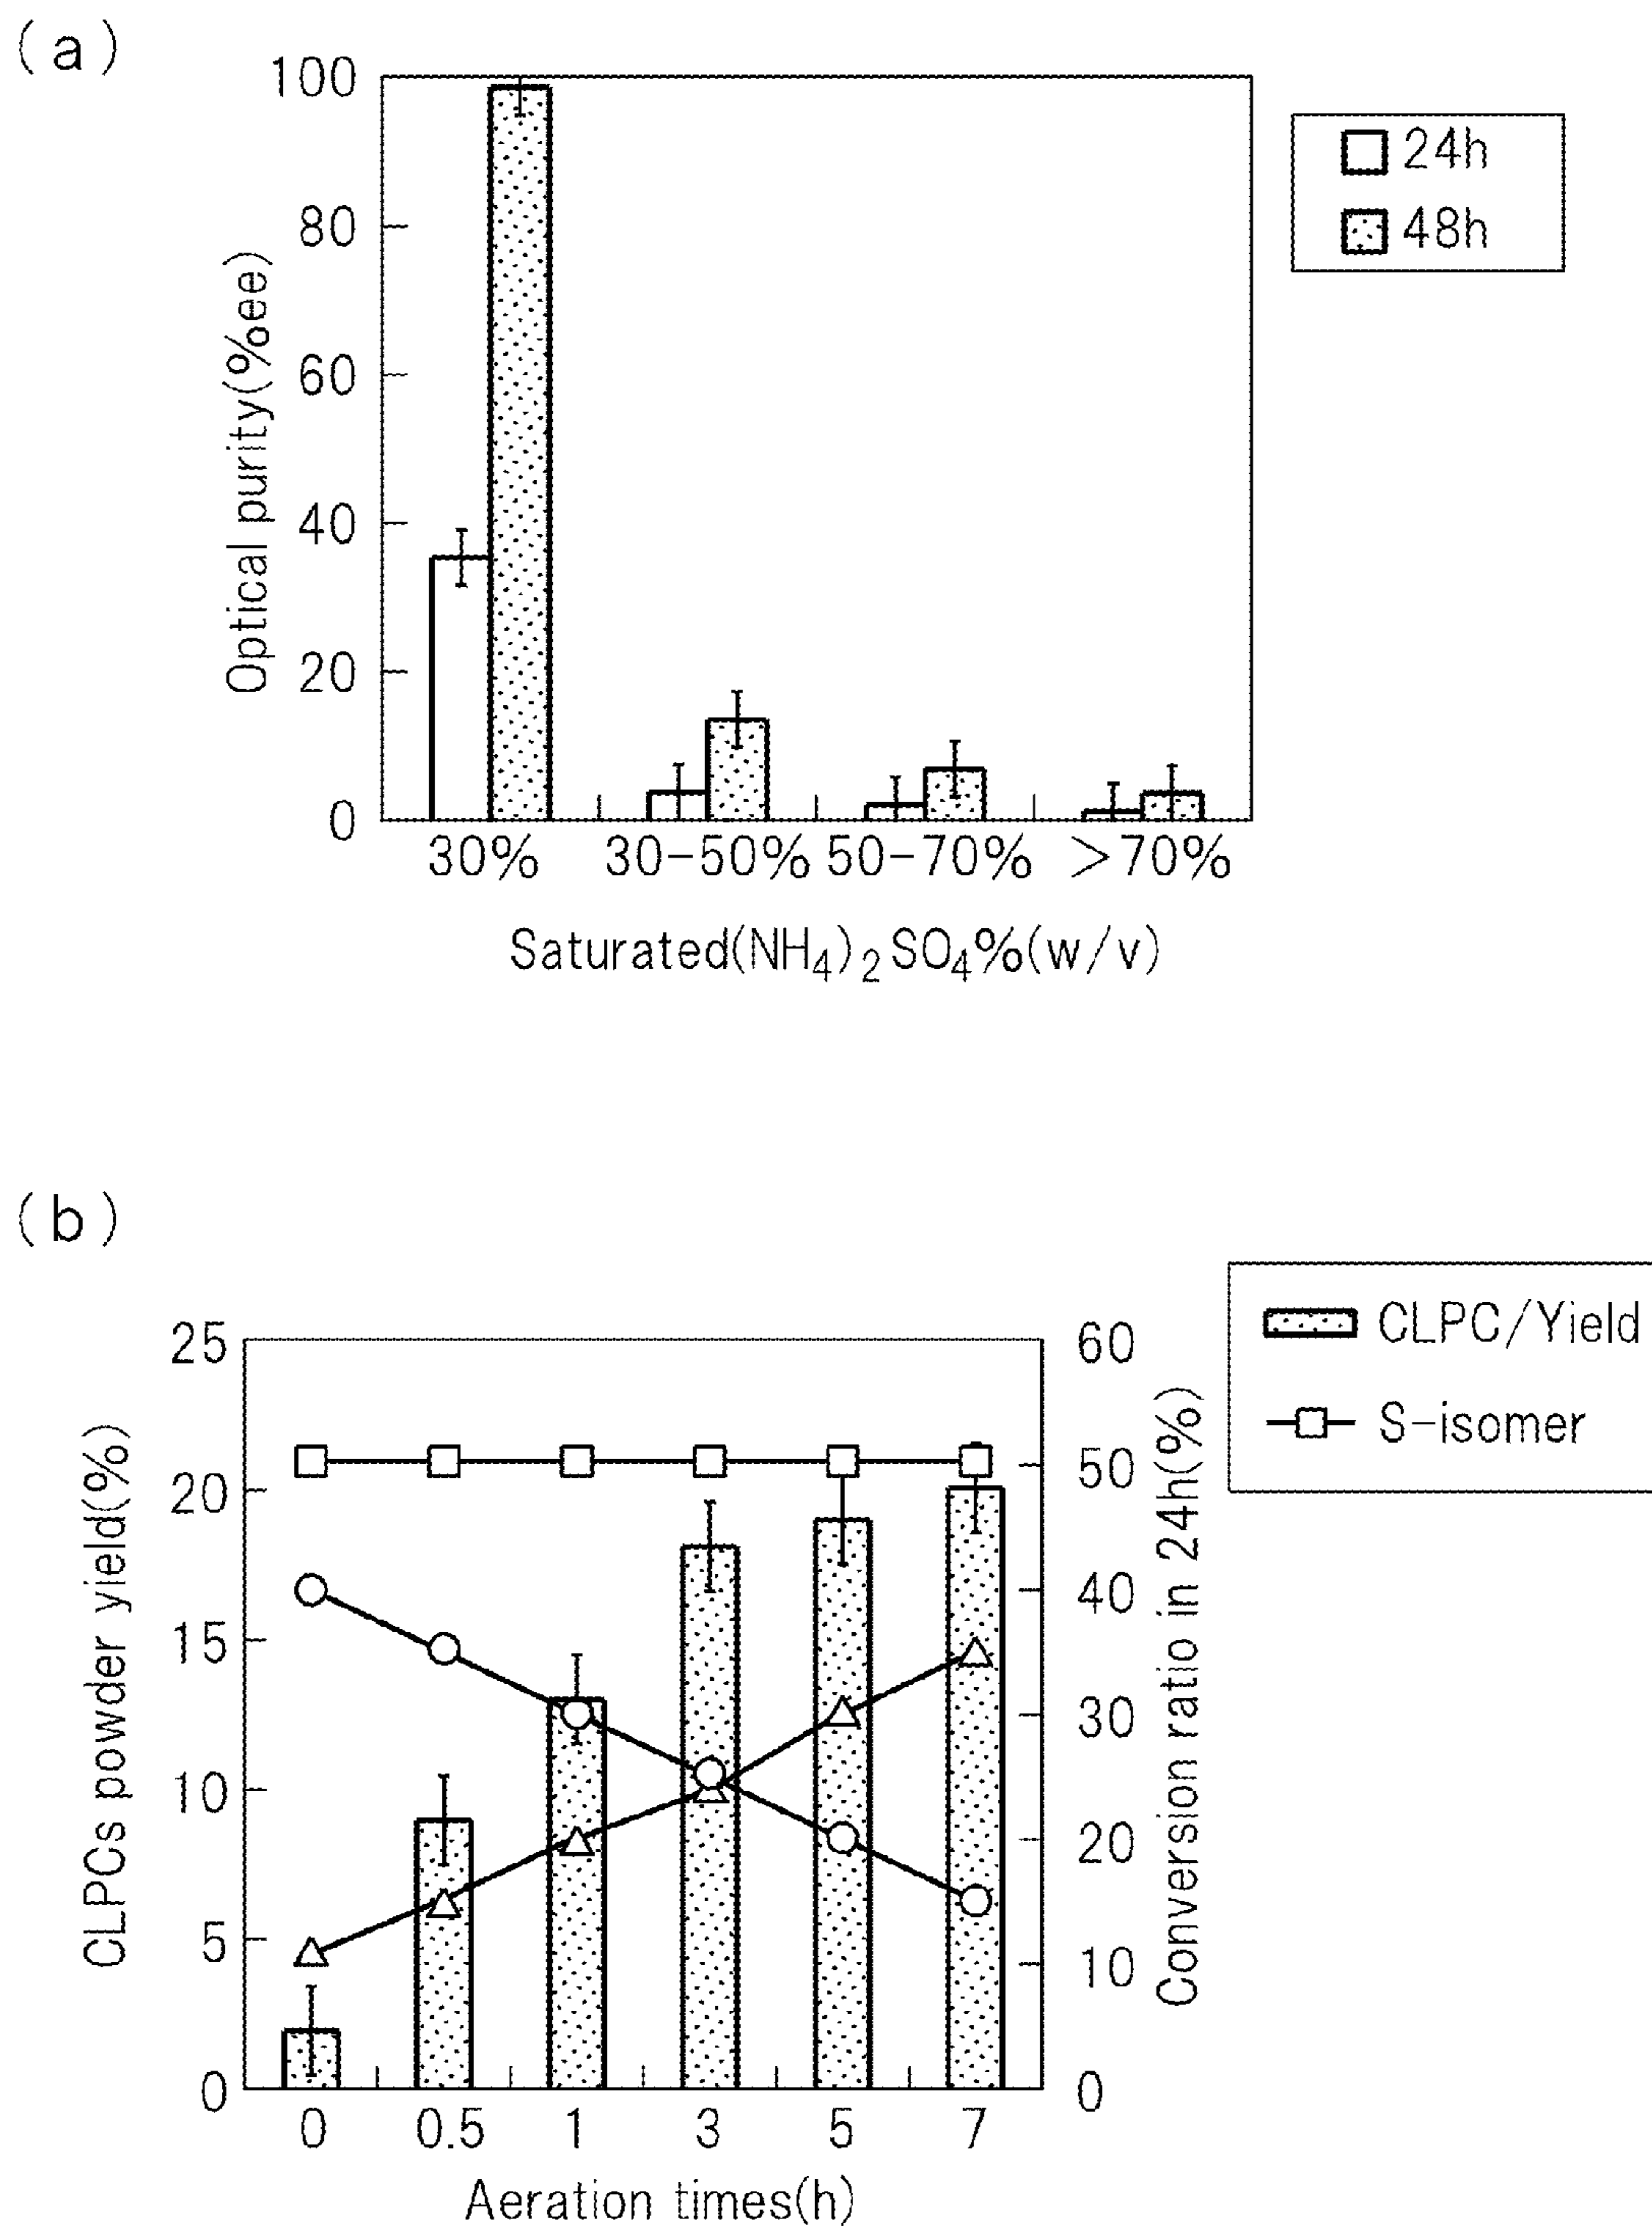 (a)
100
80
60
40
20
0
Optical purity(%ee)
30% 30-50% 50-70% >70%
Saturated(NH4)2SO4%(w/v)
24h
48h
(b)
25
20
15
10
5
0
CLPCs powder yield(%)
60
50
40
30
20
10
0
Conversion ratio in 24h(%)
0 0.5 1 3 5 7
Aeration times(h)
CLPC/Yield
S-isomer